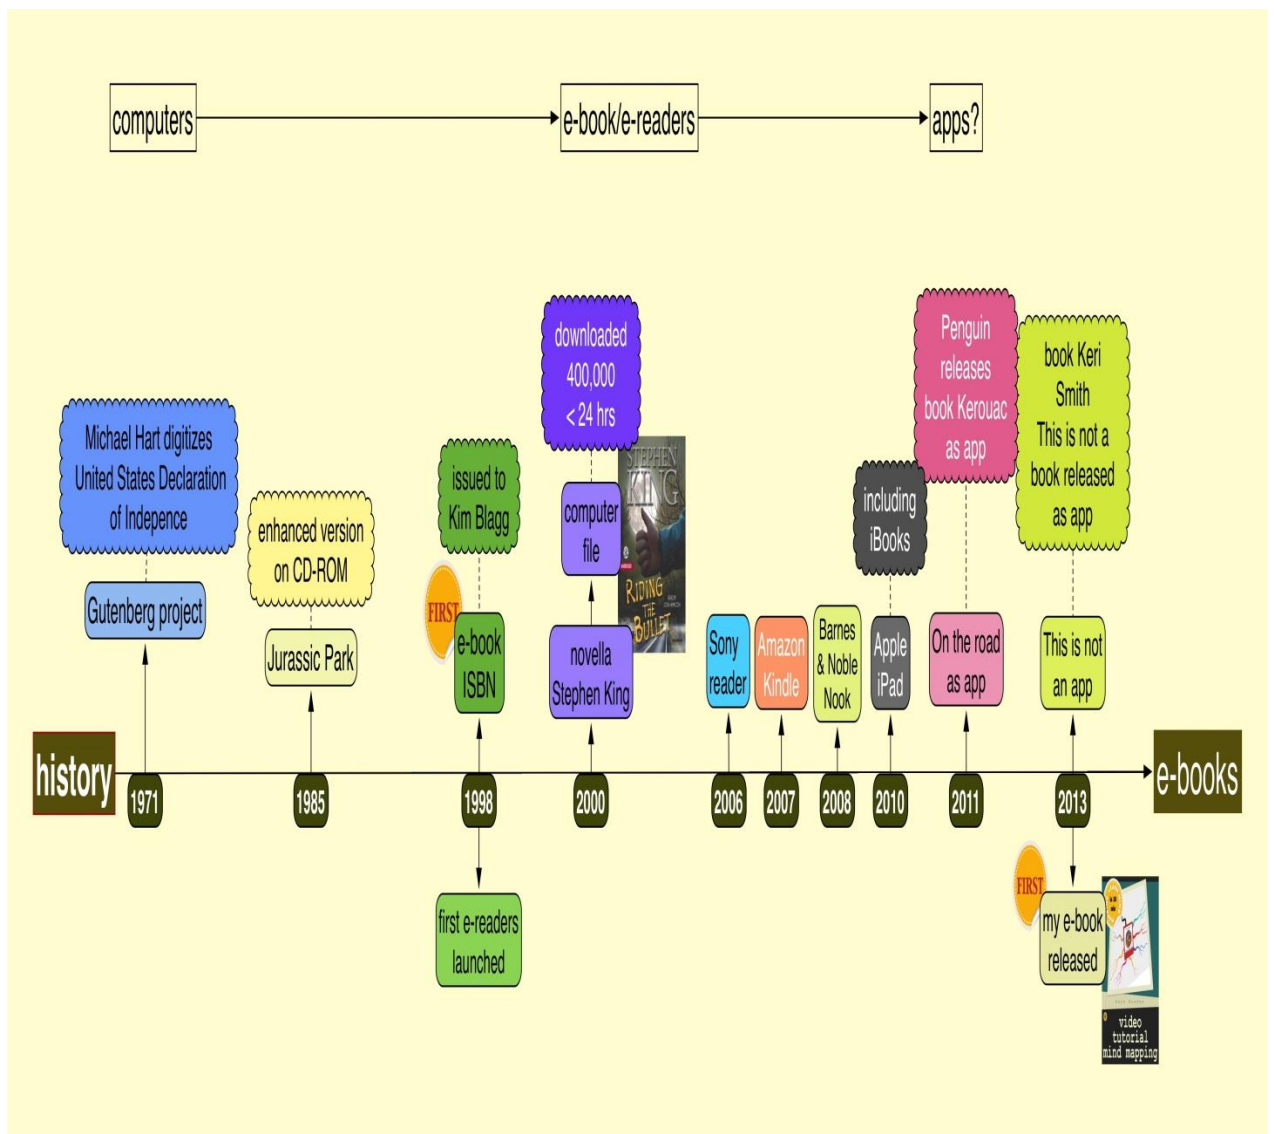 computers
e-book/e-readers
apps?
Michael Hart digitizes
United States Declaration
of Indepence
Gutenberg project
enhanced version
on CD-ROM
Jurassic Park
issued to
Kim Blagg
FIRST
e-book
ISBN
downloaded
400,000
< 24 hrs
computer
file
novella
Stephen King
STEPHEN
KING
RIDING
THE
BULLET
Sony
reader
Amazon
Kindle
Barnes
& Noble
Nook
including
iBooks
Apple
iPad
Penguin
releases
book Kerouac
as app
On the road
as app
book Keri
Smith
This is not a
book released
as app
This is not
an app
history
1971
1985
1998
2000
2006
2007
2008
2010
2011
2013
e-books
first e-readers
launched
FIRST
my e-book
released
video
tutorial
mind mapping